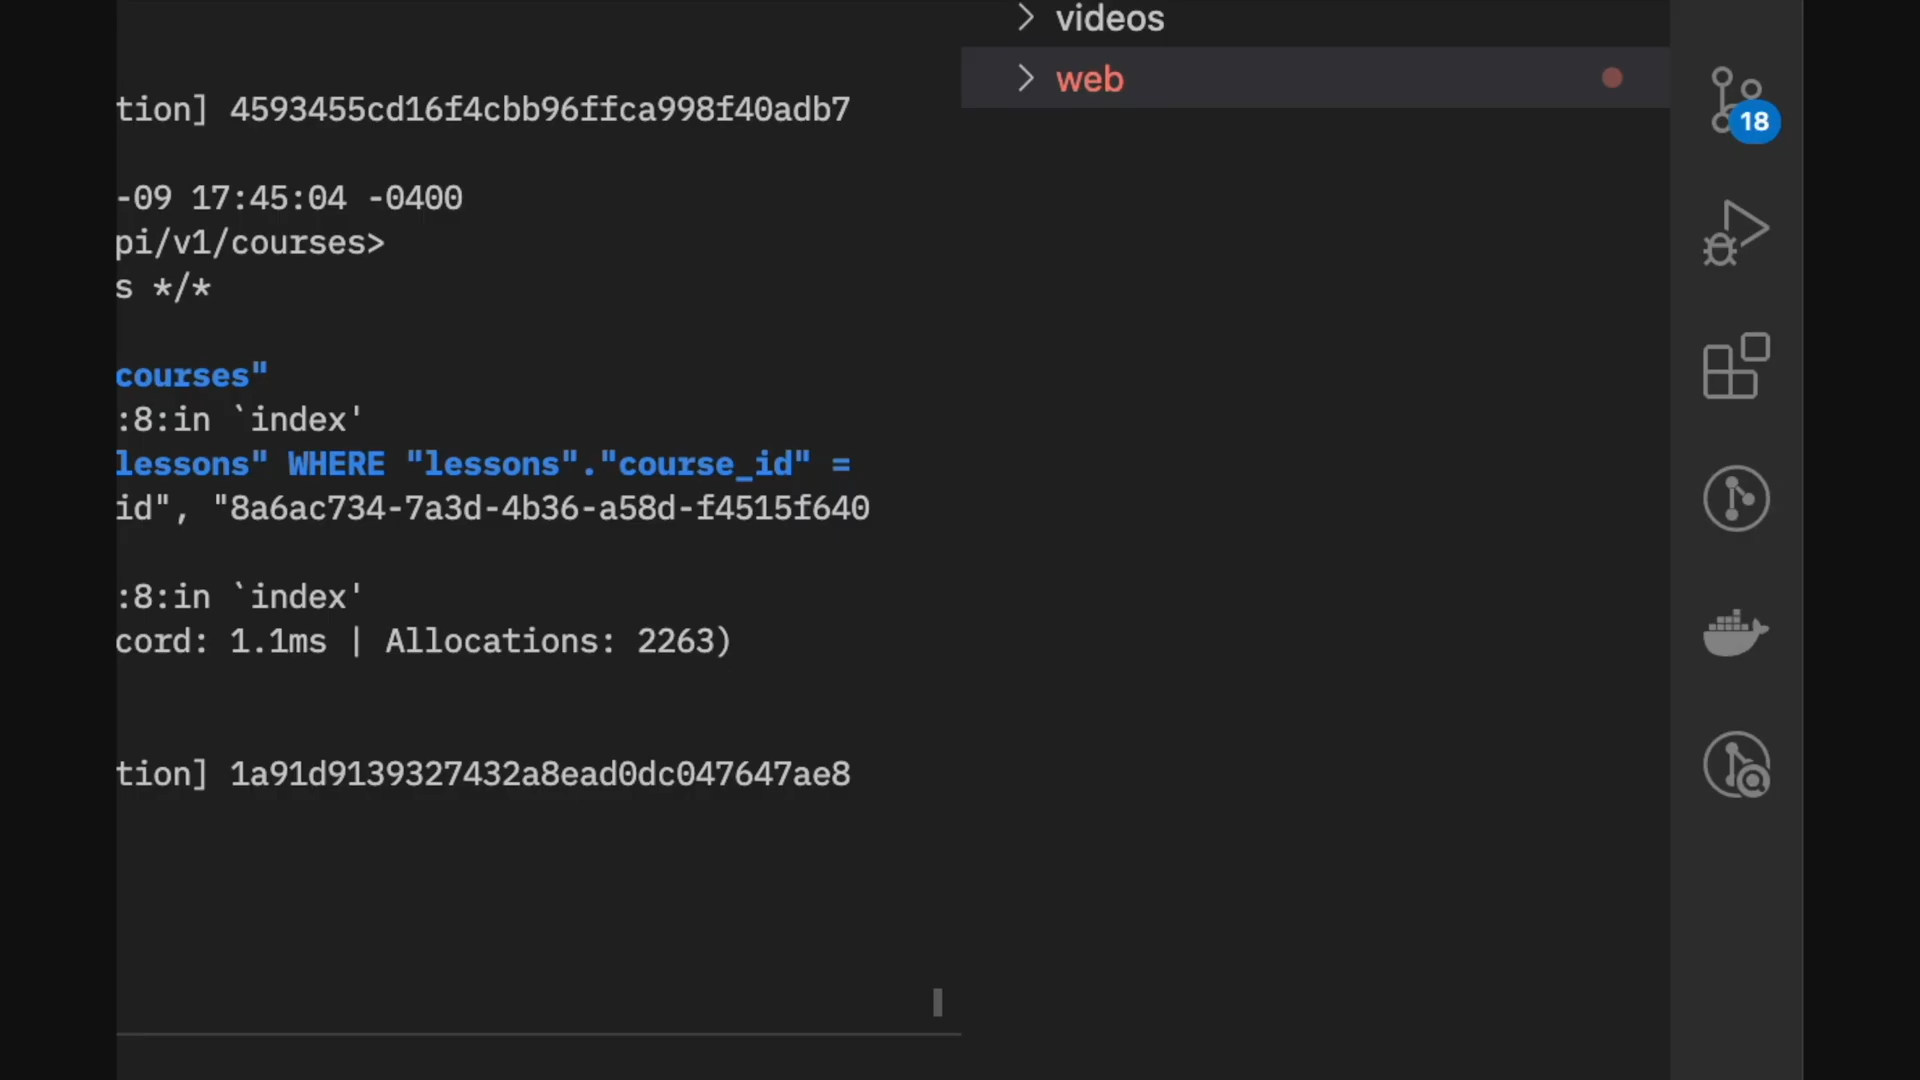 tion] 4593455cd16f4cbb96ffca998f40adb7
-09 17:45:04 -0400
pi/v1/courses>
s */*
courses"
:8:in `index'
lessons" WHERE "lessons"."course_id" =
id", "8a6ac734-7a3d-4b36-a58d-f4515f640
:8:in `index'
cord: 1.1ms | Allocations: 2263)
tion] 1a91d9139327432a8ead0dc047647ae8
videos
web
18